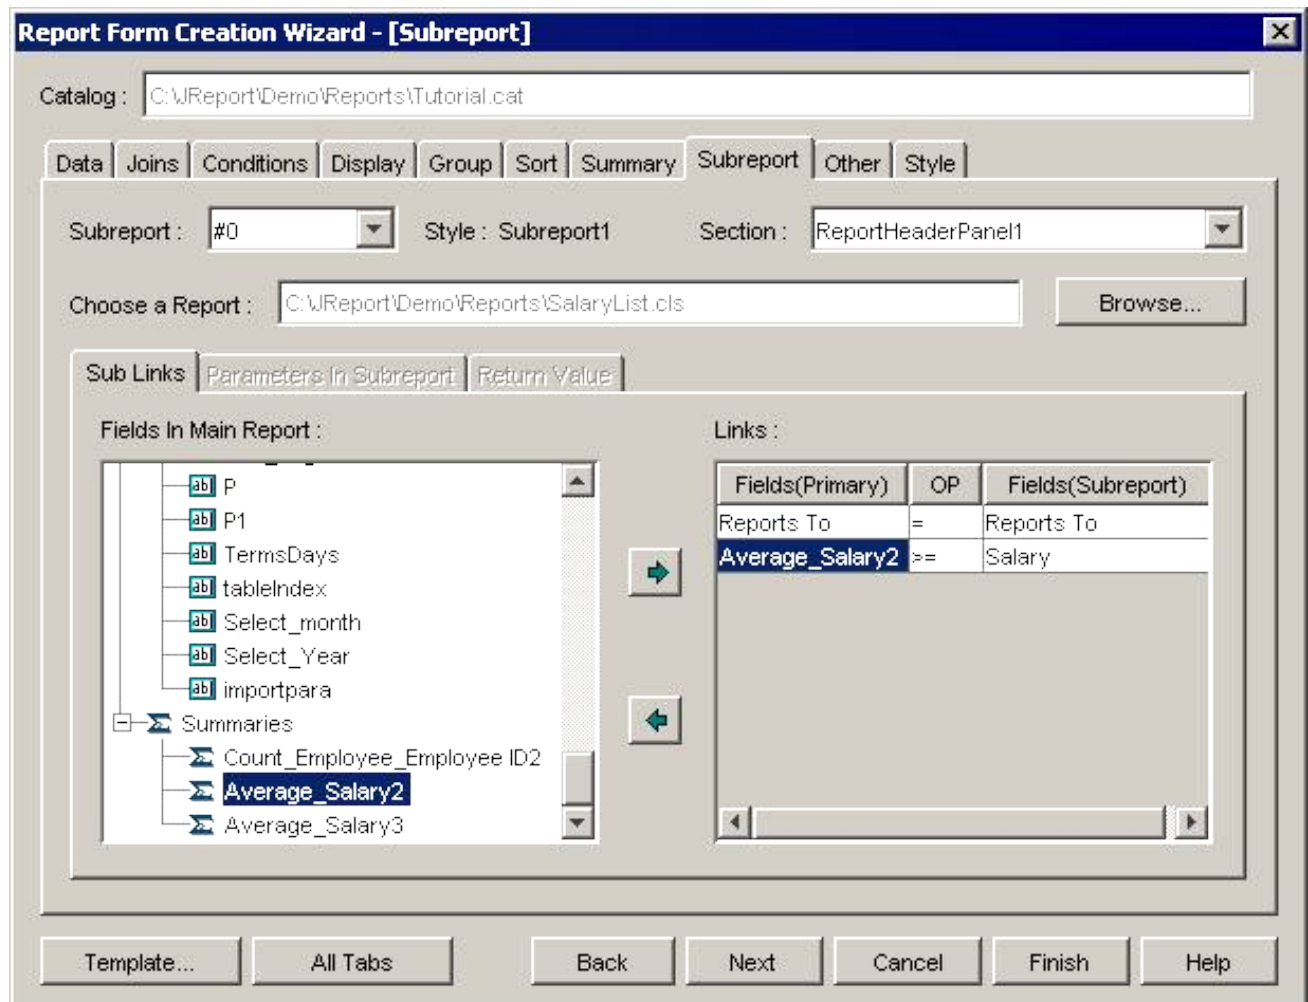 Report Form Creation Wizard - [Subreport]
Catalog : C:\JReport\Demo\Reports\Tutorial.cat
Data Joins Conditions Display Group Sort Summary Subreport Other Style
Subreport : #0 Style : Subreport1 Section : ReportHeaderPanel1
Choose a Report : C:\JReport\Demo\Reports\SalaryList.cls Browse...
Sub Links Parameters In Subreport Return Value
Fields In Main Report : Links :
P
P1
TermsDays
tableIndex
Select_month
Select_Year
importpara
Summaries
Count_Employee_Employee ID2
Average_Salary2
Average_Salary3
Fields(Primary) OP Fields(Subreport)
Reports To = Reports To
Average_Salary2 >= Salary
Template... All Tabs Back Next Cancel Finish Help